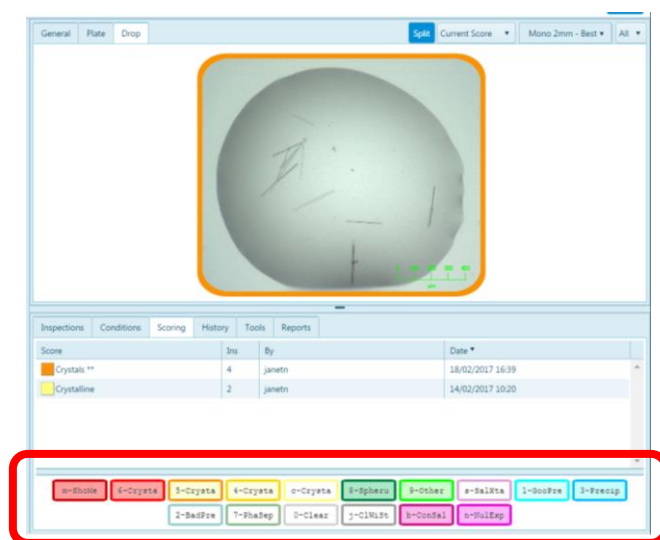 General Plate Drop Split Current Score Mono 2mm - Best All
Inspections Conditions Scoring History Tools Reports
Score Ins By Date
Crystals ** 4 janetn 18/02/2017 16:39
Crystalline 2 janetn 14/02/2017 10:20
m-ShoMe 6-Crysta 5-Crysta 4-Crysta c-Crysta 8-Spheru 9-Other s-SalXta 1-GooPre 3-Precip
2-BadPre 7-PhaSep 0-Clear j-ClWiSt b-ConSal n-NulExp